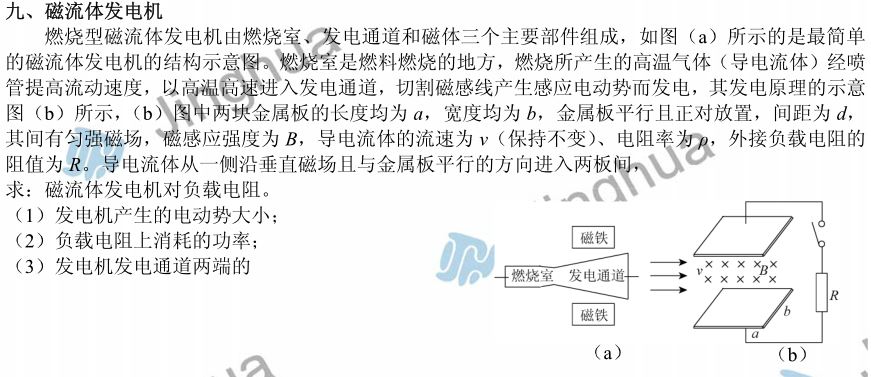 九、磁流体发电机
燃烧型磁流体发电机由燃烧室、发电通道和磁体三个主要部件组成，如图（a）所示的是最简单
的磁流体发电机的结构示意图。燃烧室是燃料燃烧的地方，燃烧所产生的高温气体（导电流体）经喷
管提高流动速度，以高温高速进入发电通道，切割磁感线产生感应电动势而发电，其发电原理的示意
图（b）所示，（b）图中两块金属板的长度均为 a，宽度均为 b，金属板平行且正对放置，间距为 d，
其间有匀强磁场，磁感应强度为 B，导电流体的流速为 v（保持不变）、电阻率为 ρ，外接负载电阻的
阻值为 R。导电流体从一侧沿垂直磁场且与金属板平行的方向进入两板间，
求：磁流体发电机对负载电阻。
（1）发电机产生的电动势大小；
（2）负载电阻上消耗的功率；
（3）发电机发电通道两端的
磁铁
燃烧室 发电通道
磁铁
（a）
v × × × × ×
B
× × × × ×
R
b
a
（b）
Jinghua
Jinghua
Jinghua